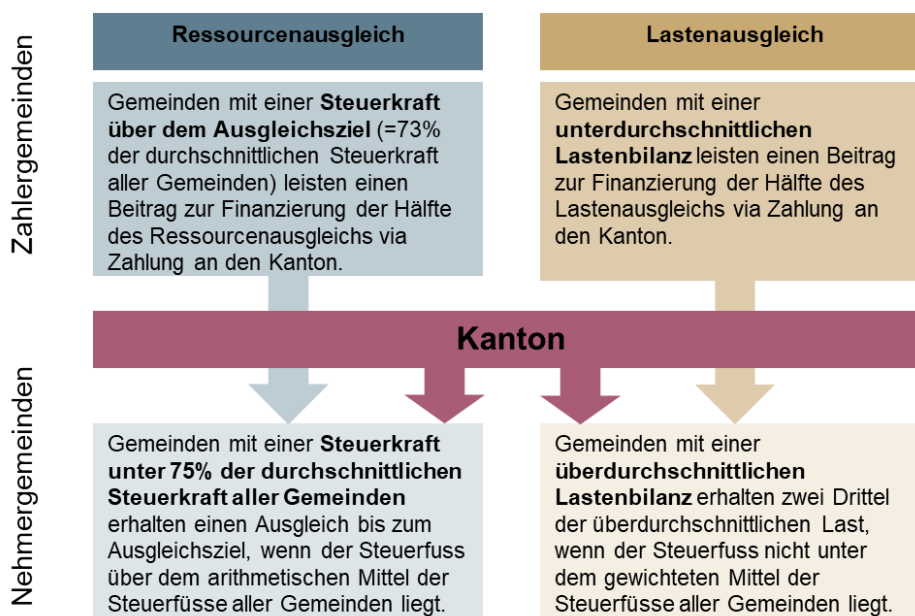 Zahlergemeinden
Ressourcenausgleich
Gemeinden mit einer Steuerkraft
über dem Ausgleichsziel (=73%
der durchschnittlichen Steuerkraft
aller Gemeinden) leisten einen
Beitrag zur Finanzierung der Hälfte
des Ressourcenausgleichs via
Zahlung an den Kanton.
Lastenausgleich
Gemeinden mit einer
unterdurchschnittlichen
Lastenbilanz leisten einen Beitrag
zur Finanzierung der Hälfte des
Lastenausgleichs via Zahlung an
den Kanton.
Kanton
Nehmergemeinden
Gemeinden mit einer Steuerkraft
unter 75% der durchschnittlichen
Steuerkraft aller Gemeinden
erhalten einen Ausgleich bis zum
Ausgleichsziel, wenn der Steuerfuss
über dem arithmetischen Mittel der
Steuerfüsse aller Gemeinden liegt.
Gemeinden mit einer
überdurchschnittlichen
Lastenbilanz erhalten zwei Drittel
der überdurchschnittlichen Last,
wenn der Steuerfuss nicht unter
dem gewichteten Mittel der
Steuerfüsse aller Gemeinden liegt.